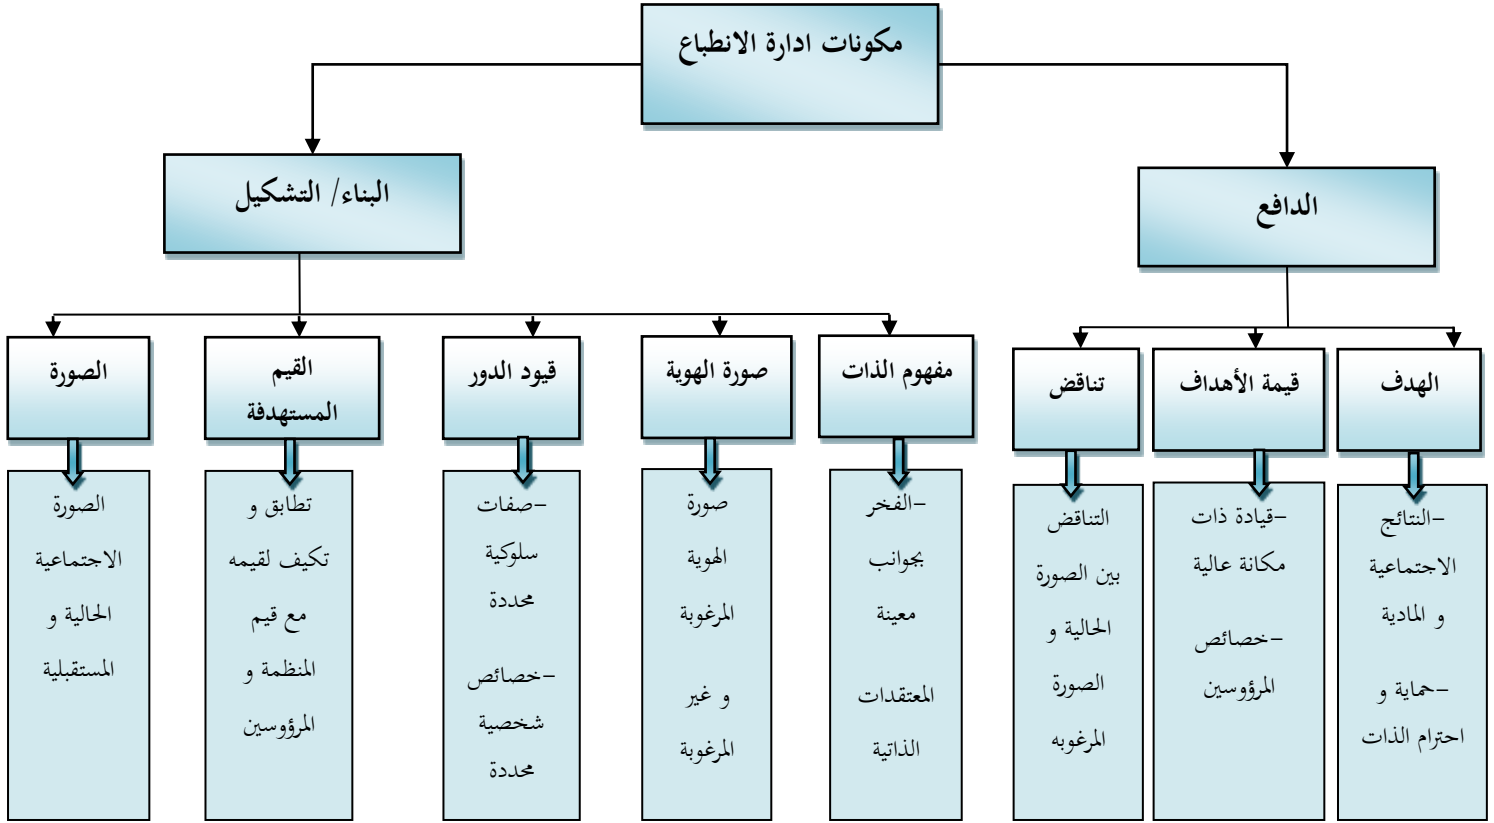 مكونات ادارة الانطباع
الدافع
البناء/ التشكيل
الهدف
قيمة الأهداف
تناقض
مفهوم الذات
صورة الهوية
قيود الدور
القيم
المستهدفة
الصورة
-النتائج
الاجتماعية
و المادية
-حماية و
احترام الذات
-قيادة ذات
مكانة عالية
-خصائص
المرؤوسين
التناقض
بين الصورة
الحالية و
الصورة
المرغوبه
-الفخر
بجوانب
معينة
المعتقدات
الذاتية
صورة
الهوية
المرغوبة
و غير
المرغوبة
-صفات
سلوكية
محددة
-خصائص
شخصية
محددة
تطابق و
تكيف لقيمه
مع قيم
المنظمة و
المرؤوسين
الصورة
الاجتماعية
الحالية و
المستقبلية